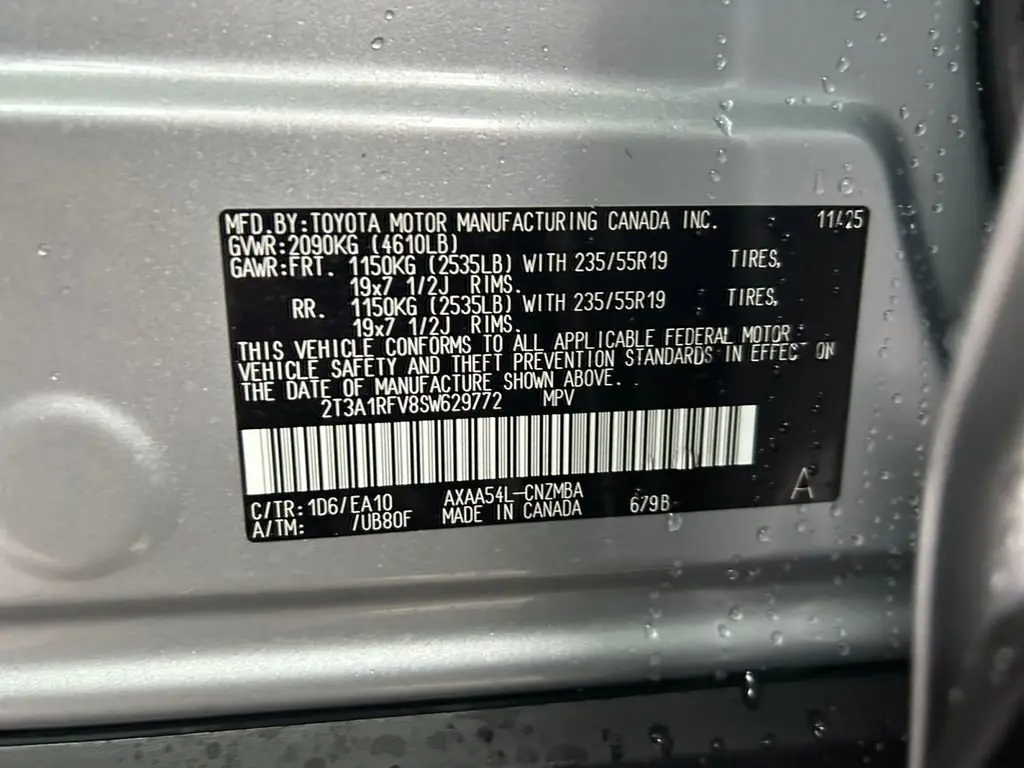 MFD.BY:TOYOTA MOTOR MANUFACTURING CANADA INC. 11/25
GVWR:2090KG (4610LB)
GAWR:FRT. 1150KG (2535LB) WITH 235/55R19 TIRES,
19x7 1/2J RIMS.
RR. 1150KG (2535LB) WITH 235/55R19 TIRES,
19x7 1/2J RIMS.
THIS VEHICLE CONFORMS TO ALL APPLICABLE FEDERAL MOTOR
VEHICLE SAFETY AND THEFT PREVENTION STANDARDS IN EFFECT ON
THE DATE OF MANUFACTURE SHOWN ABOVE.
2T3A1RFV8SW629772 MPV
C/TR:1D6/EA10 AXAA54L-CNZMBA 679B
A/TM: /UB80F MADE IN CANADA
A